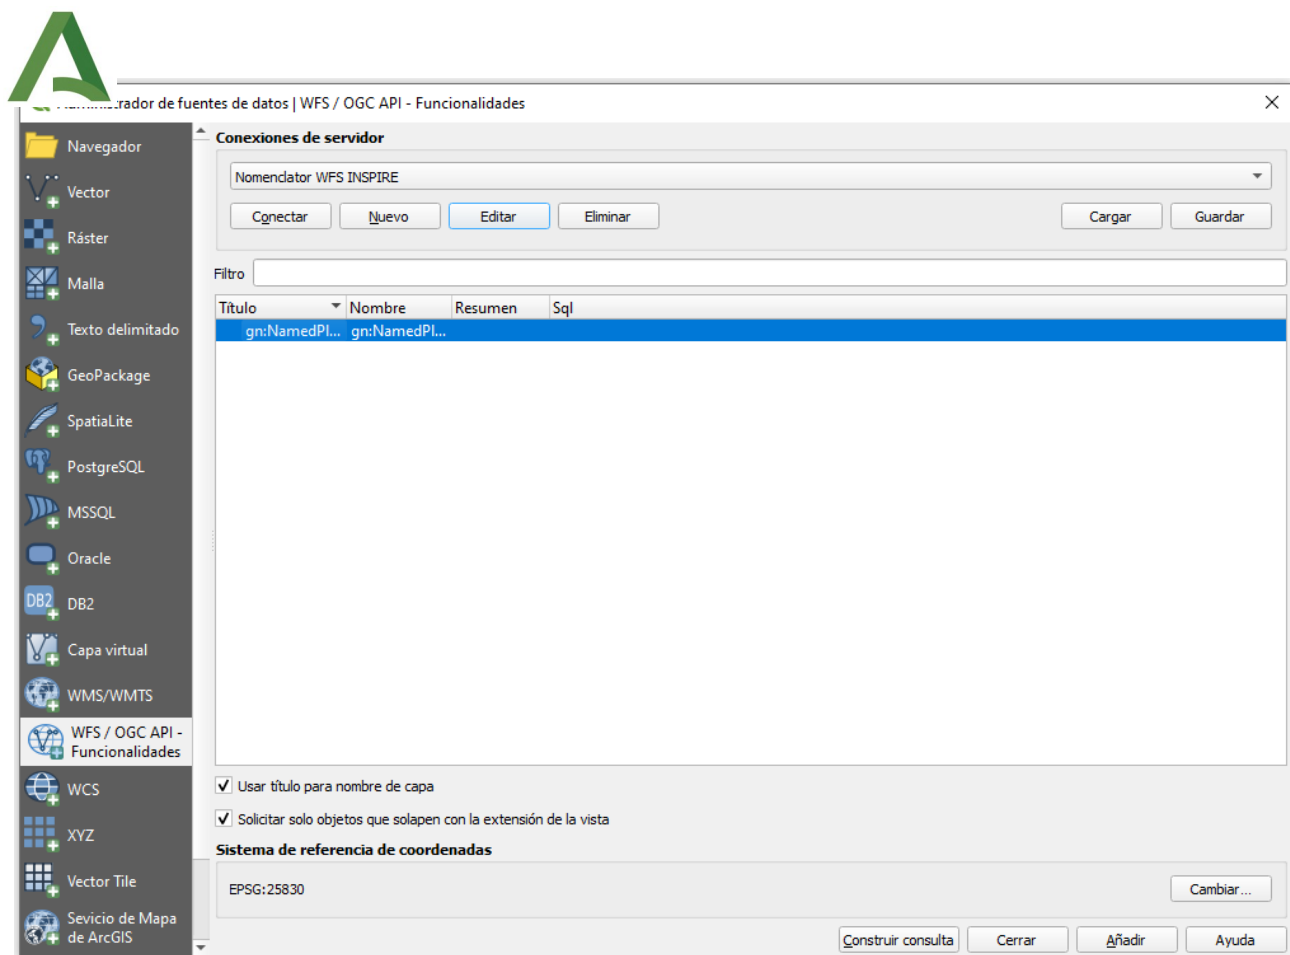 Administrador de fuentes de datos | WFS / OGC API - Funcionalidades
Navegador
Vector
Ráster
Malla
Texto delimitado
GeoPackage
SpatiaLite
PostgreSQL
MSSQL
Oracle
DB2
DB2
Capa virtual
WMS/WMTS
WFS / OGC API -
Funcionalidades
WCS
XYZ
Vector Tile
Sevicio de Mapa
de ArcGIS
Conexiones de servidor
Nomenclator WFS INSPIRE
Conectar Nuevo Editar Eliminar Cargar Guardar
Filtro
Título Nombre Resumen Sql
gn:NamedPl... gn:NamedPl...
Usar título para nombre de capa
Solicitar solo objetos que solapen con la extensión de la vista
Sistema de referencia de coordenadas
EPSG:25830 Cambiar...
Construir consulta Cerrar Añadir Ayuda